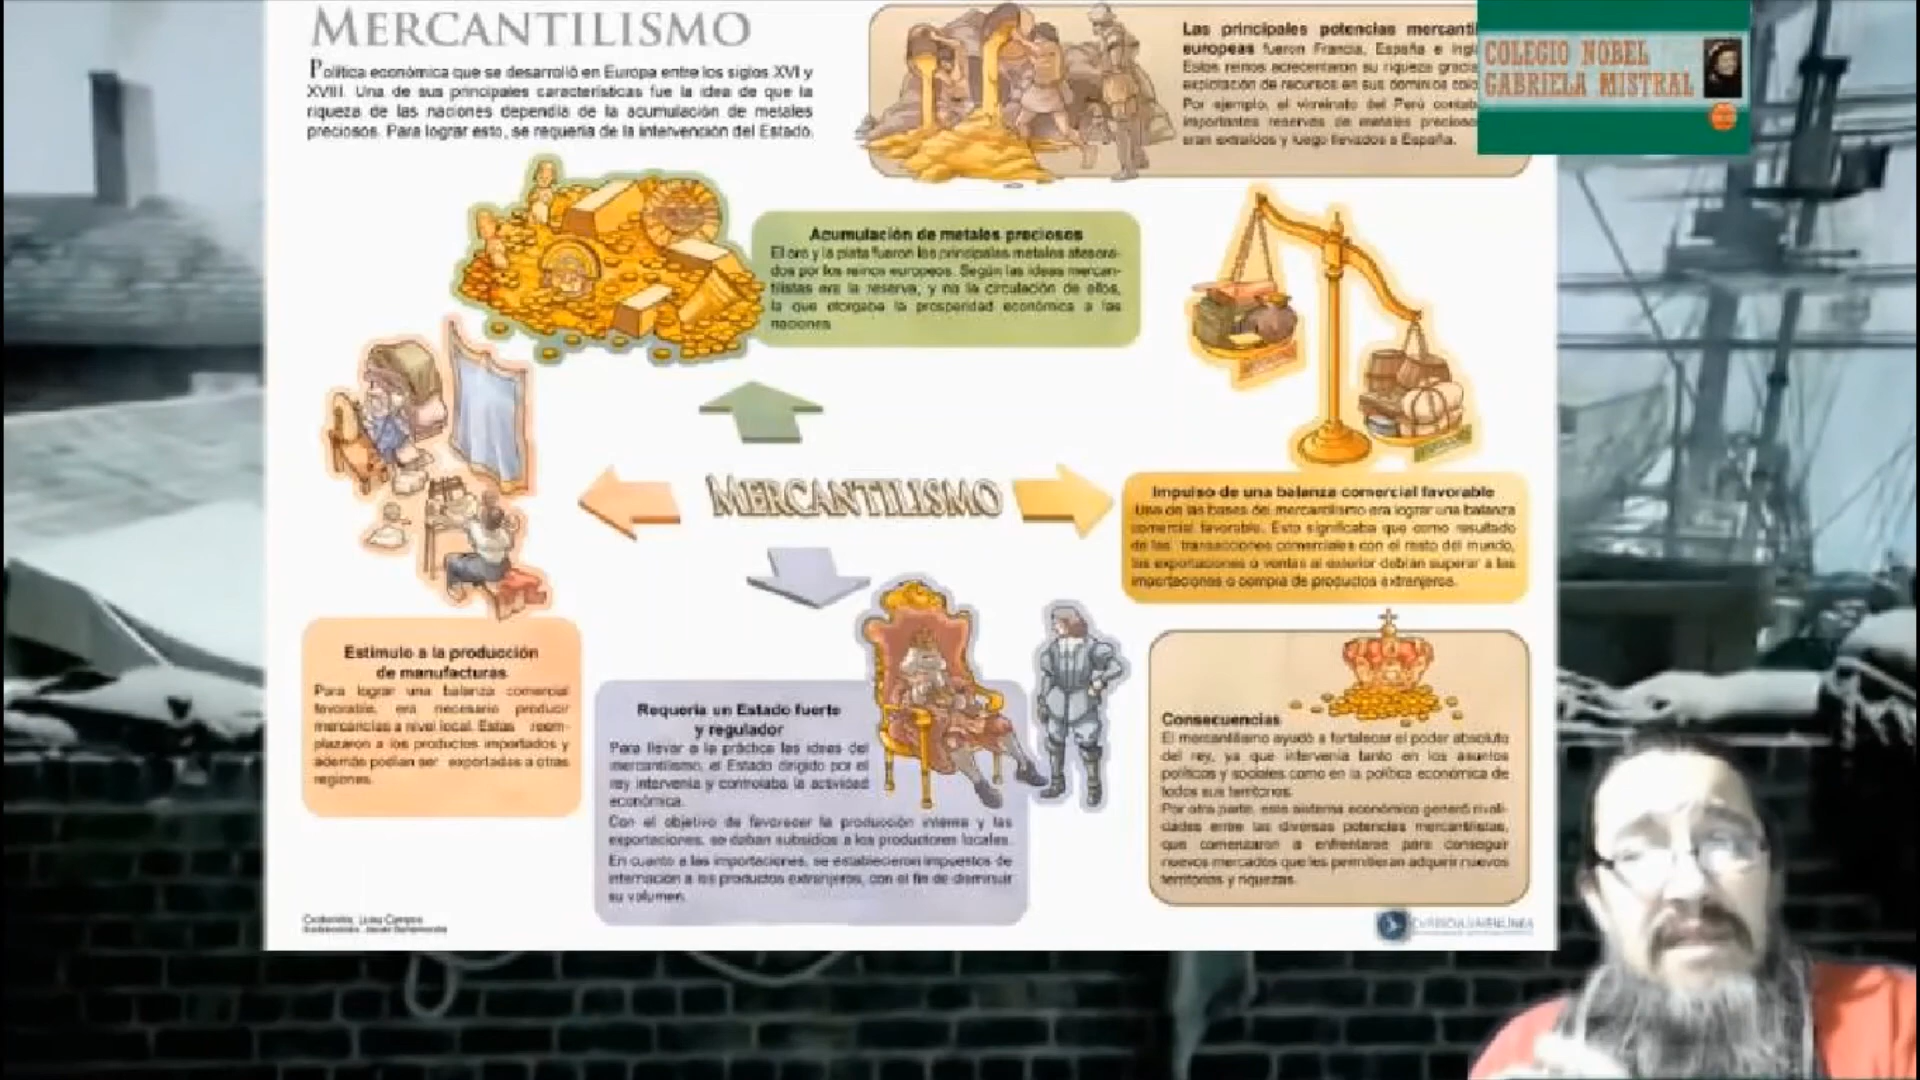 MERCANTILISMO
Política económica que se desarrolló en Europa entre los siglos XVI y
XVIII. Una de sus principales características fue la idea de que la
riqueza de las naciones dependía de la acumulación de metales
preciosos. Para lograr esto, se requería de la intervención del Estado.
Las principales potencias mercanti
europeas fueron Francia, España e Ingl
Estos reinos acrecentaron su riqueza gracia
explotación de recursos en sus dominios colo
Por ejemplo, el virreinato del Perú contab
importantes reservas de metales precioso
eran extraídos y luego llevados a España.
COLEGIO NOBEL
GABRIELA MISTRAL
Acumulación de metales preciosos
El oro y la plata fueron los principales metales atesora-
dos por los reinos europeos. Según las ideas mercan-
tilistas era la reserva, y no la circulación de ellos,
la que otorgaba la prosperidad económica a las
naciones.
MERCANTILISMO
Impulso de una balanza comercial favorable
Una de las bases del mercantilismo era lograr una balanza
comercial favorable. Esto significaba que como resultado
de las transacciones comerciales con el resto del mundo,
las exportaciones o ventas al exterior debían superar a las
importaciones o compra de productos extranjeros.
Estímulo a la producción
de manufacturas
Para lograr una balanza comercial
favorable, era necesario producir
mercancías a nivel local. Estas reem-
plazaron a los productos importados y
además podían ser exportadas a otras
regiones.
Requería un Estado fuerte
y regulador
Para llevar a la práctica las ideas del
mercantilismo, el Estado dirigido por el
rey intervenía y controlaba la actividad
económica.
Con el objetivo de favorecer la producción interna y las
exportaciones, se daban subsidios a los productores locales.
En cuanto a las importaciones, se establecieron impuestos de
internación a los productos extranjeros, con el fin de disminuir
su volumen.
Consecuencias
El mercantilismo ayudó a fortalecer el poder absoluto
del rey, ya que intervenía tanto en los asuntos
políticos y sociales como en la política económica de
todos sus territorios.
Por otra parte, este sistema económico generó rivali-
dades entre las diversas potencias mercantilistas,
que comenzaron a enfrentarse para conseguir
nuevos mercados que les permitieran adquirir nuevos
territorios y riquezas.